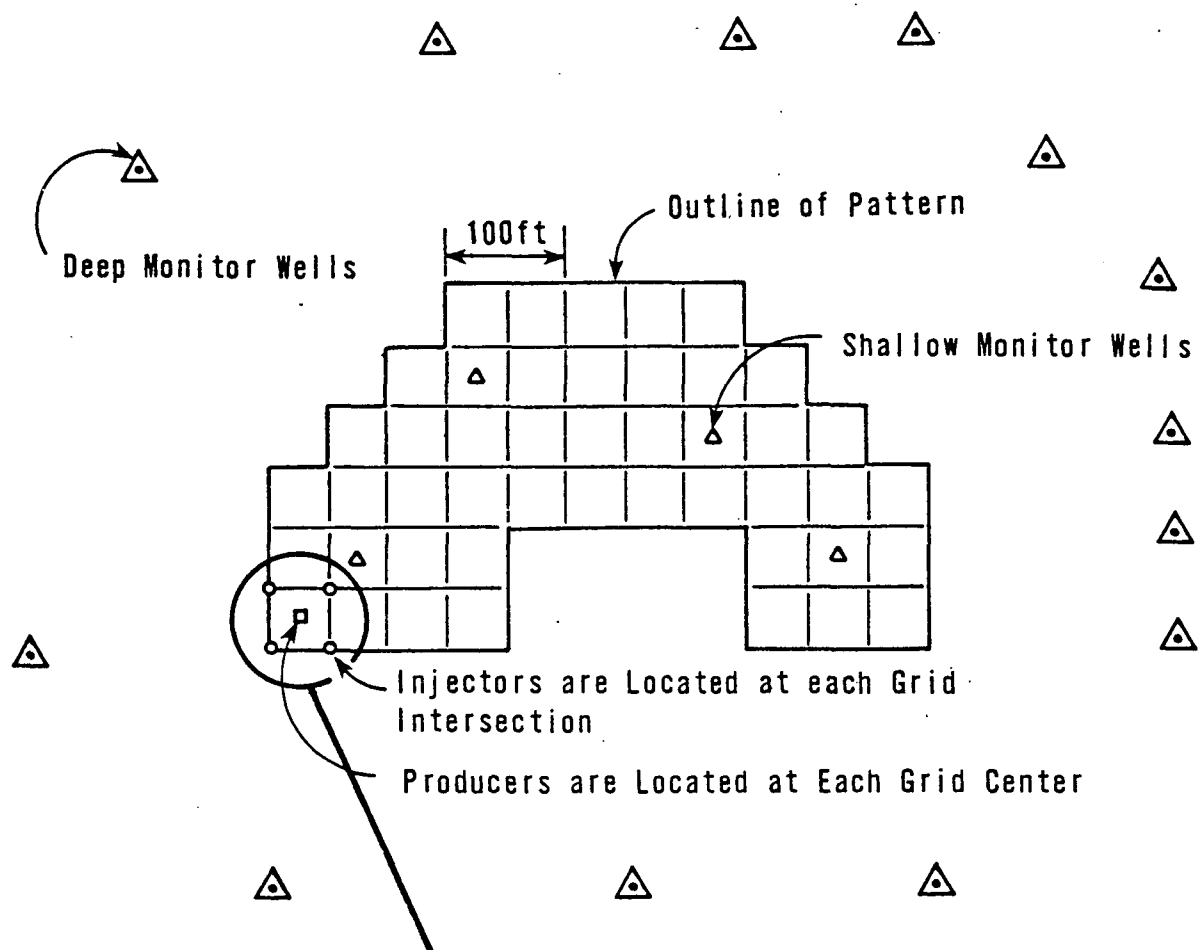 Outline of Pattern
100ft
Deep Monitor Wells
Shallow Monitor Wells
Injectors are Located at each Grid
Intersection
Producers are Located at Each Grid Center